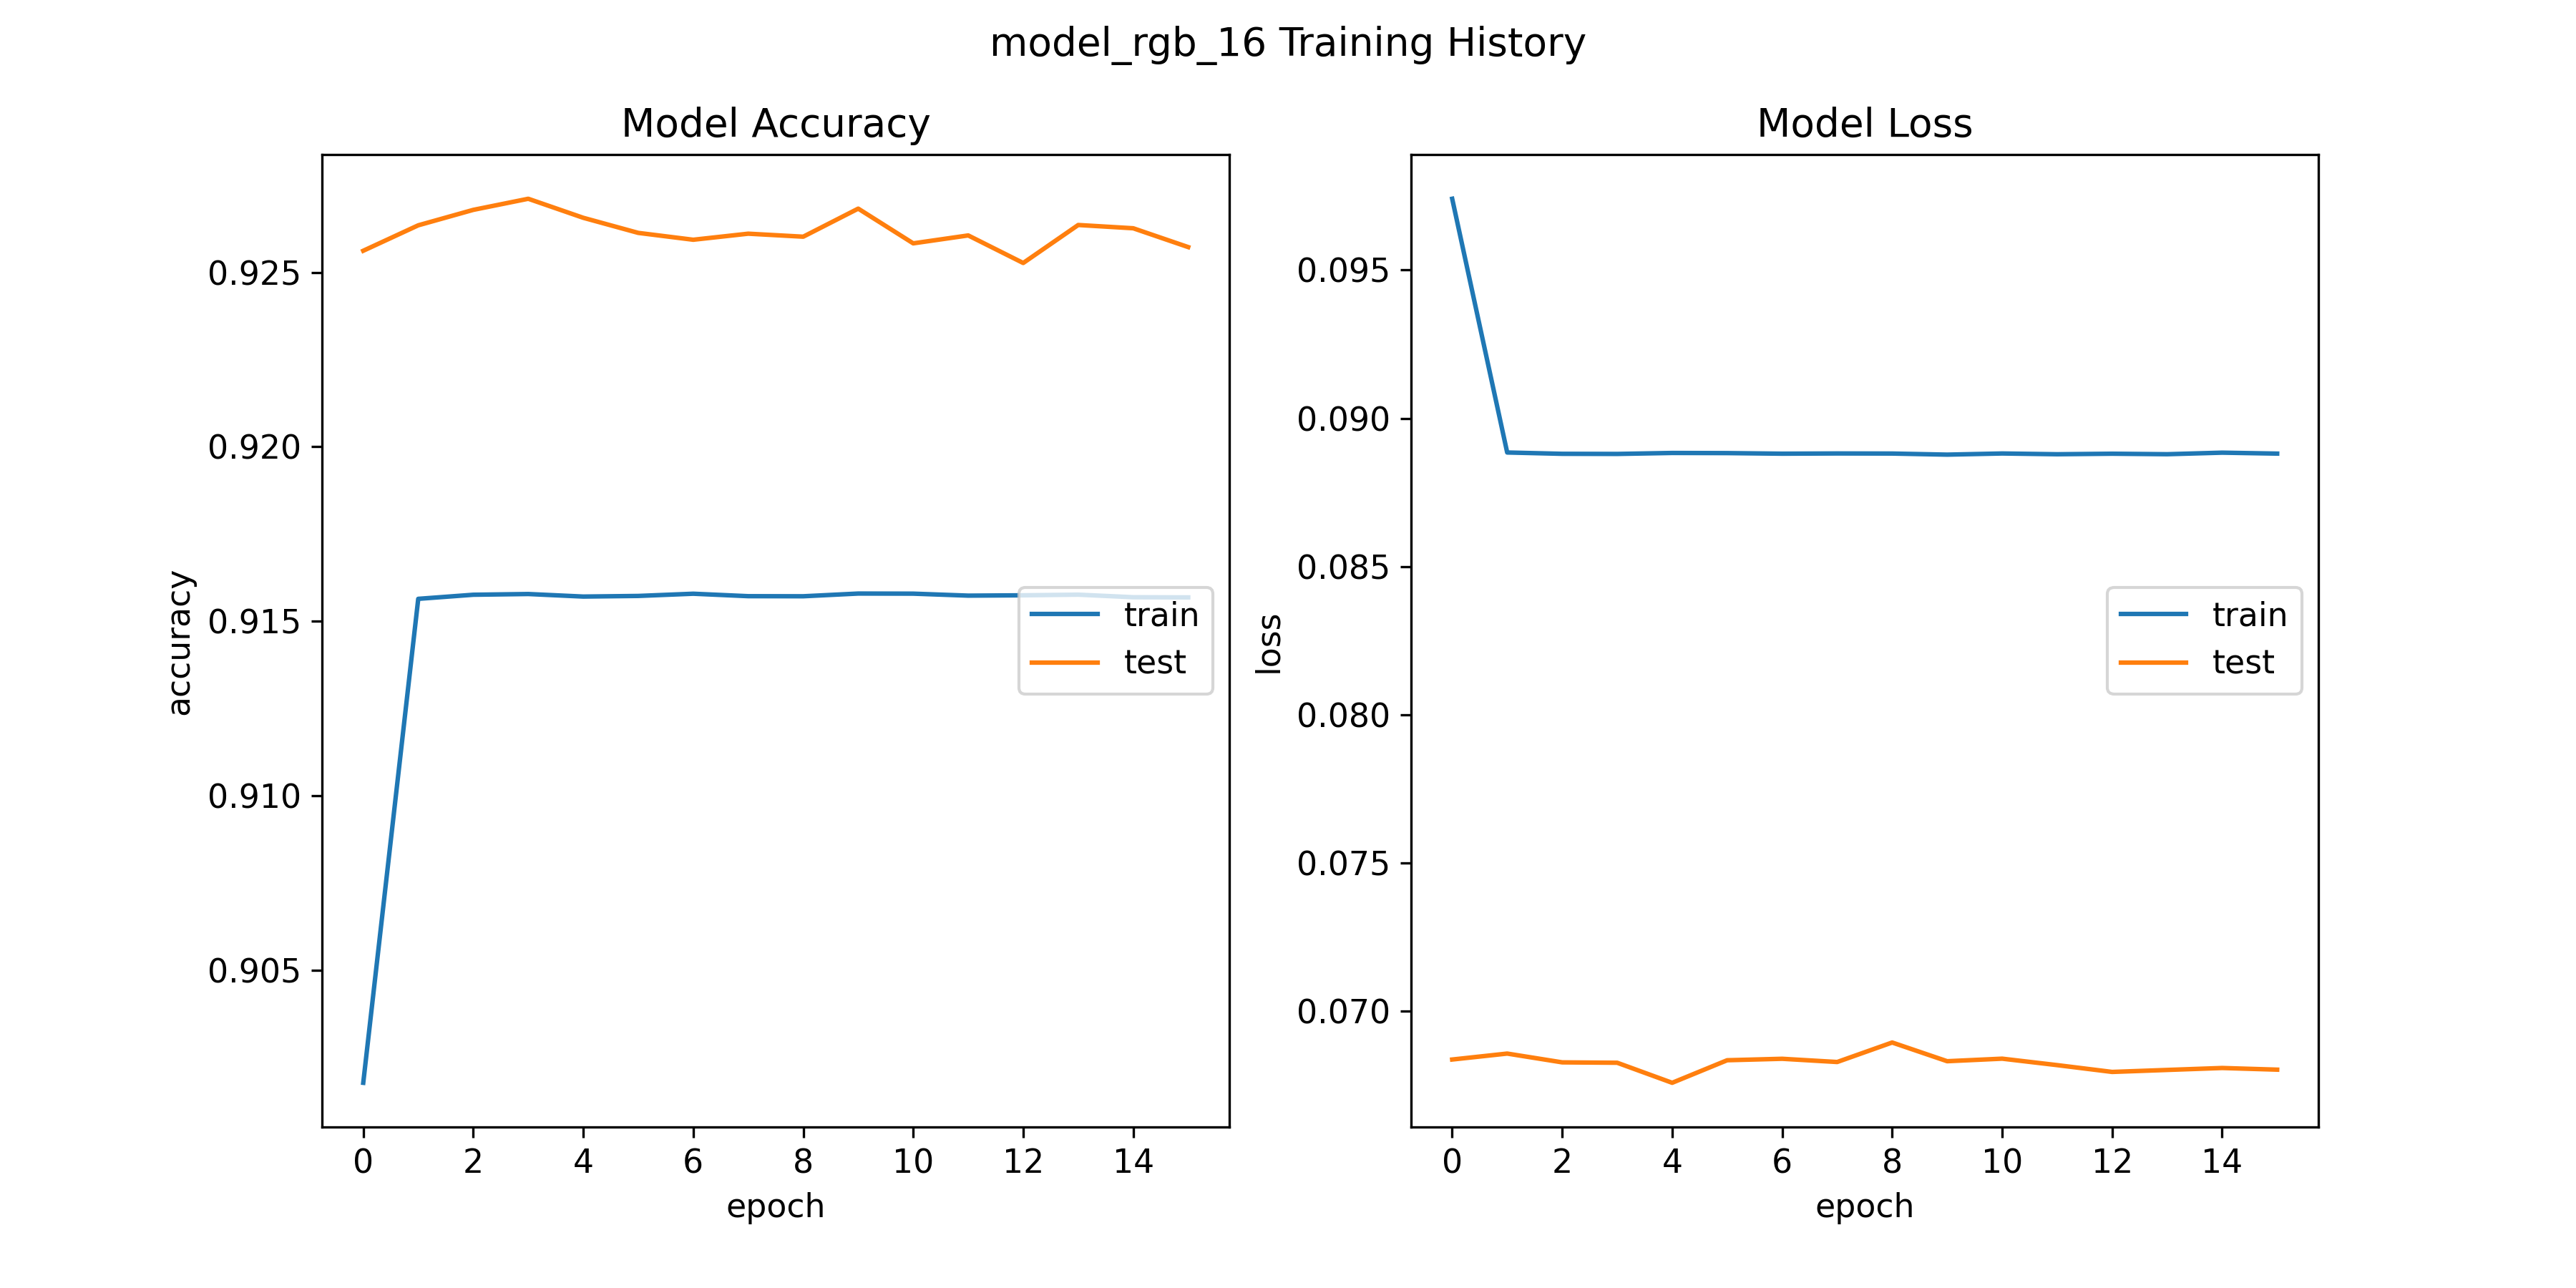 model_rgb_16 Training History
Model Accuracy
accuracy
0.925
0.920
0.915
0.910
0.905
train
test
0 2 4 6 8 10 12 14
epoch
Model Loss
loss
0.095
0.090
0.085
0.080
0.075
0.070
train
test
0 2 4 6 8 10 12 14
epoch